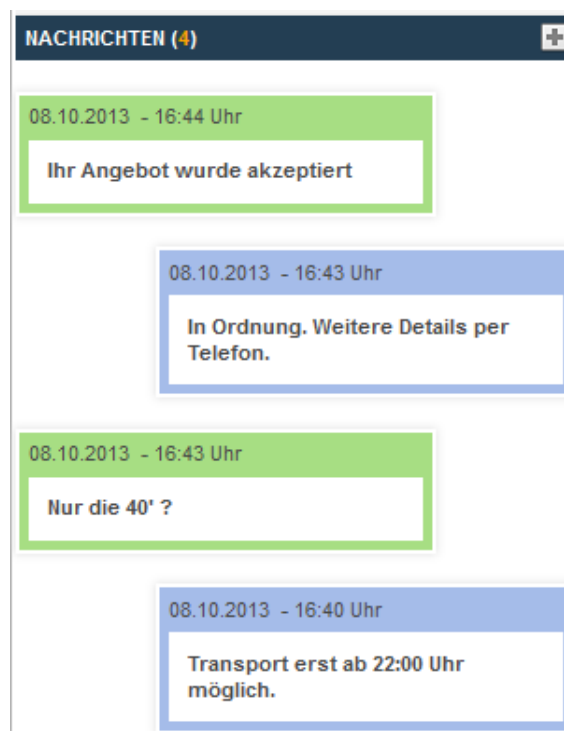 NACHRICHTEN (4)
08.10.2013 - 16:44 Uhr
Ihr Angebot wurde akzeptiert
08.10.2013 - 16:43 Uhr
In Ordnung. Weitere Details per
Telefon.
08.10.2013 - 16:43 Uhr
Nur die 40' ?
08.10.2013 - 16:40 Uhr
Transport erst ab 22:00 Uhr
möglich.